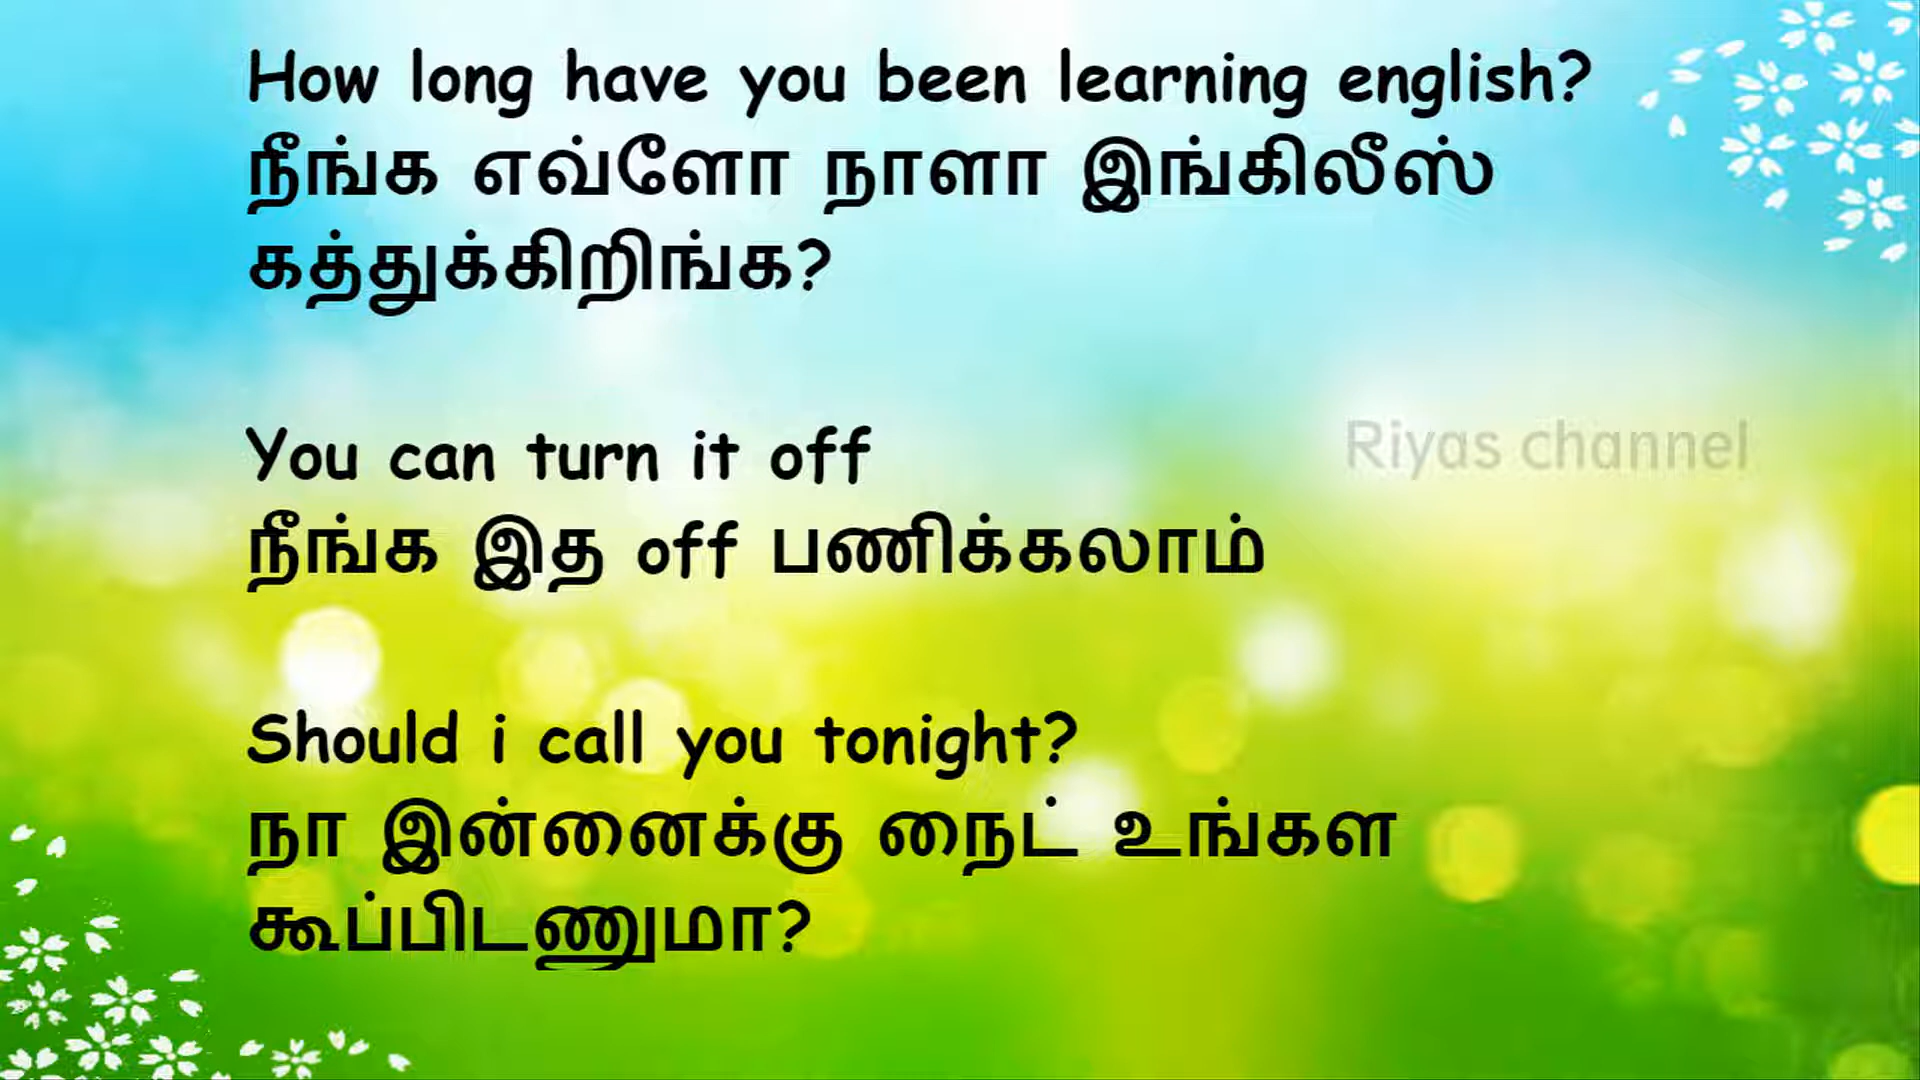 How long have you been learning english?
நீங்க எவ்ளோ நாளா இங்கிலீஸ்
கத்துக்கிறிங்க?
You can turn it off
Riyas channel
நீங்க இத off பணிக்கலாம்
Should i call you tonight?
நா இன்னைக்கு நைட் உங்கள
கூப்பிடணுமா?